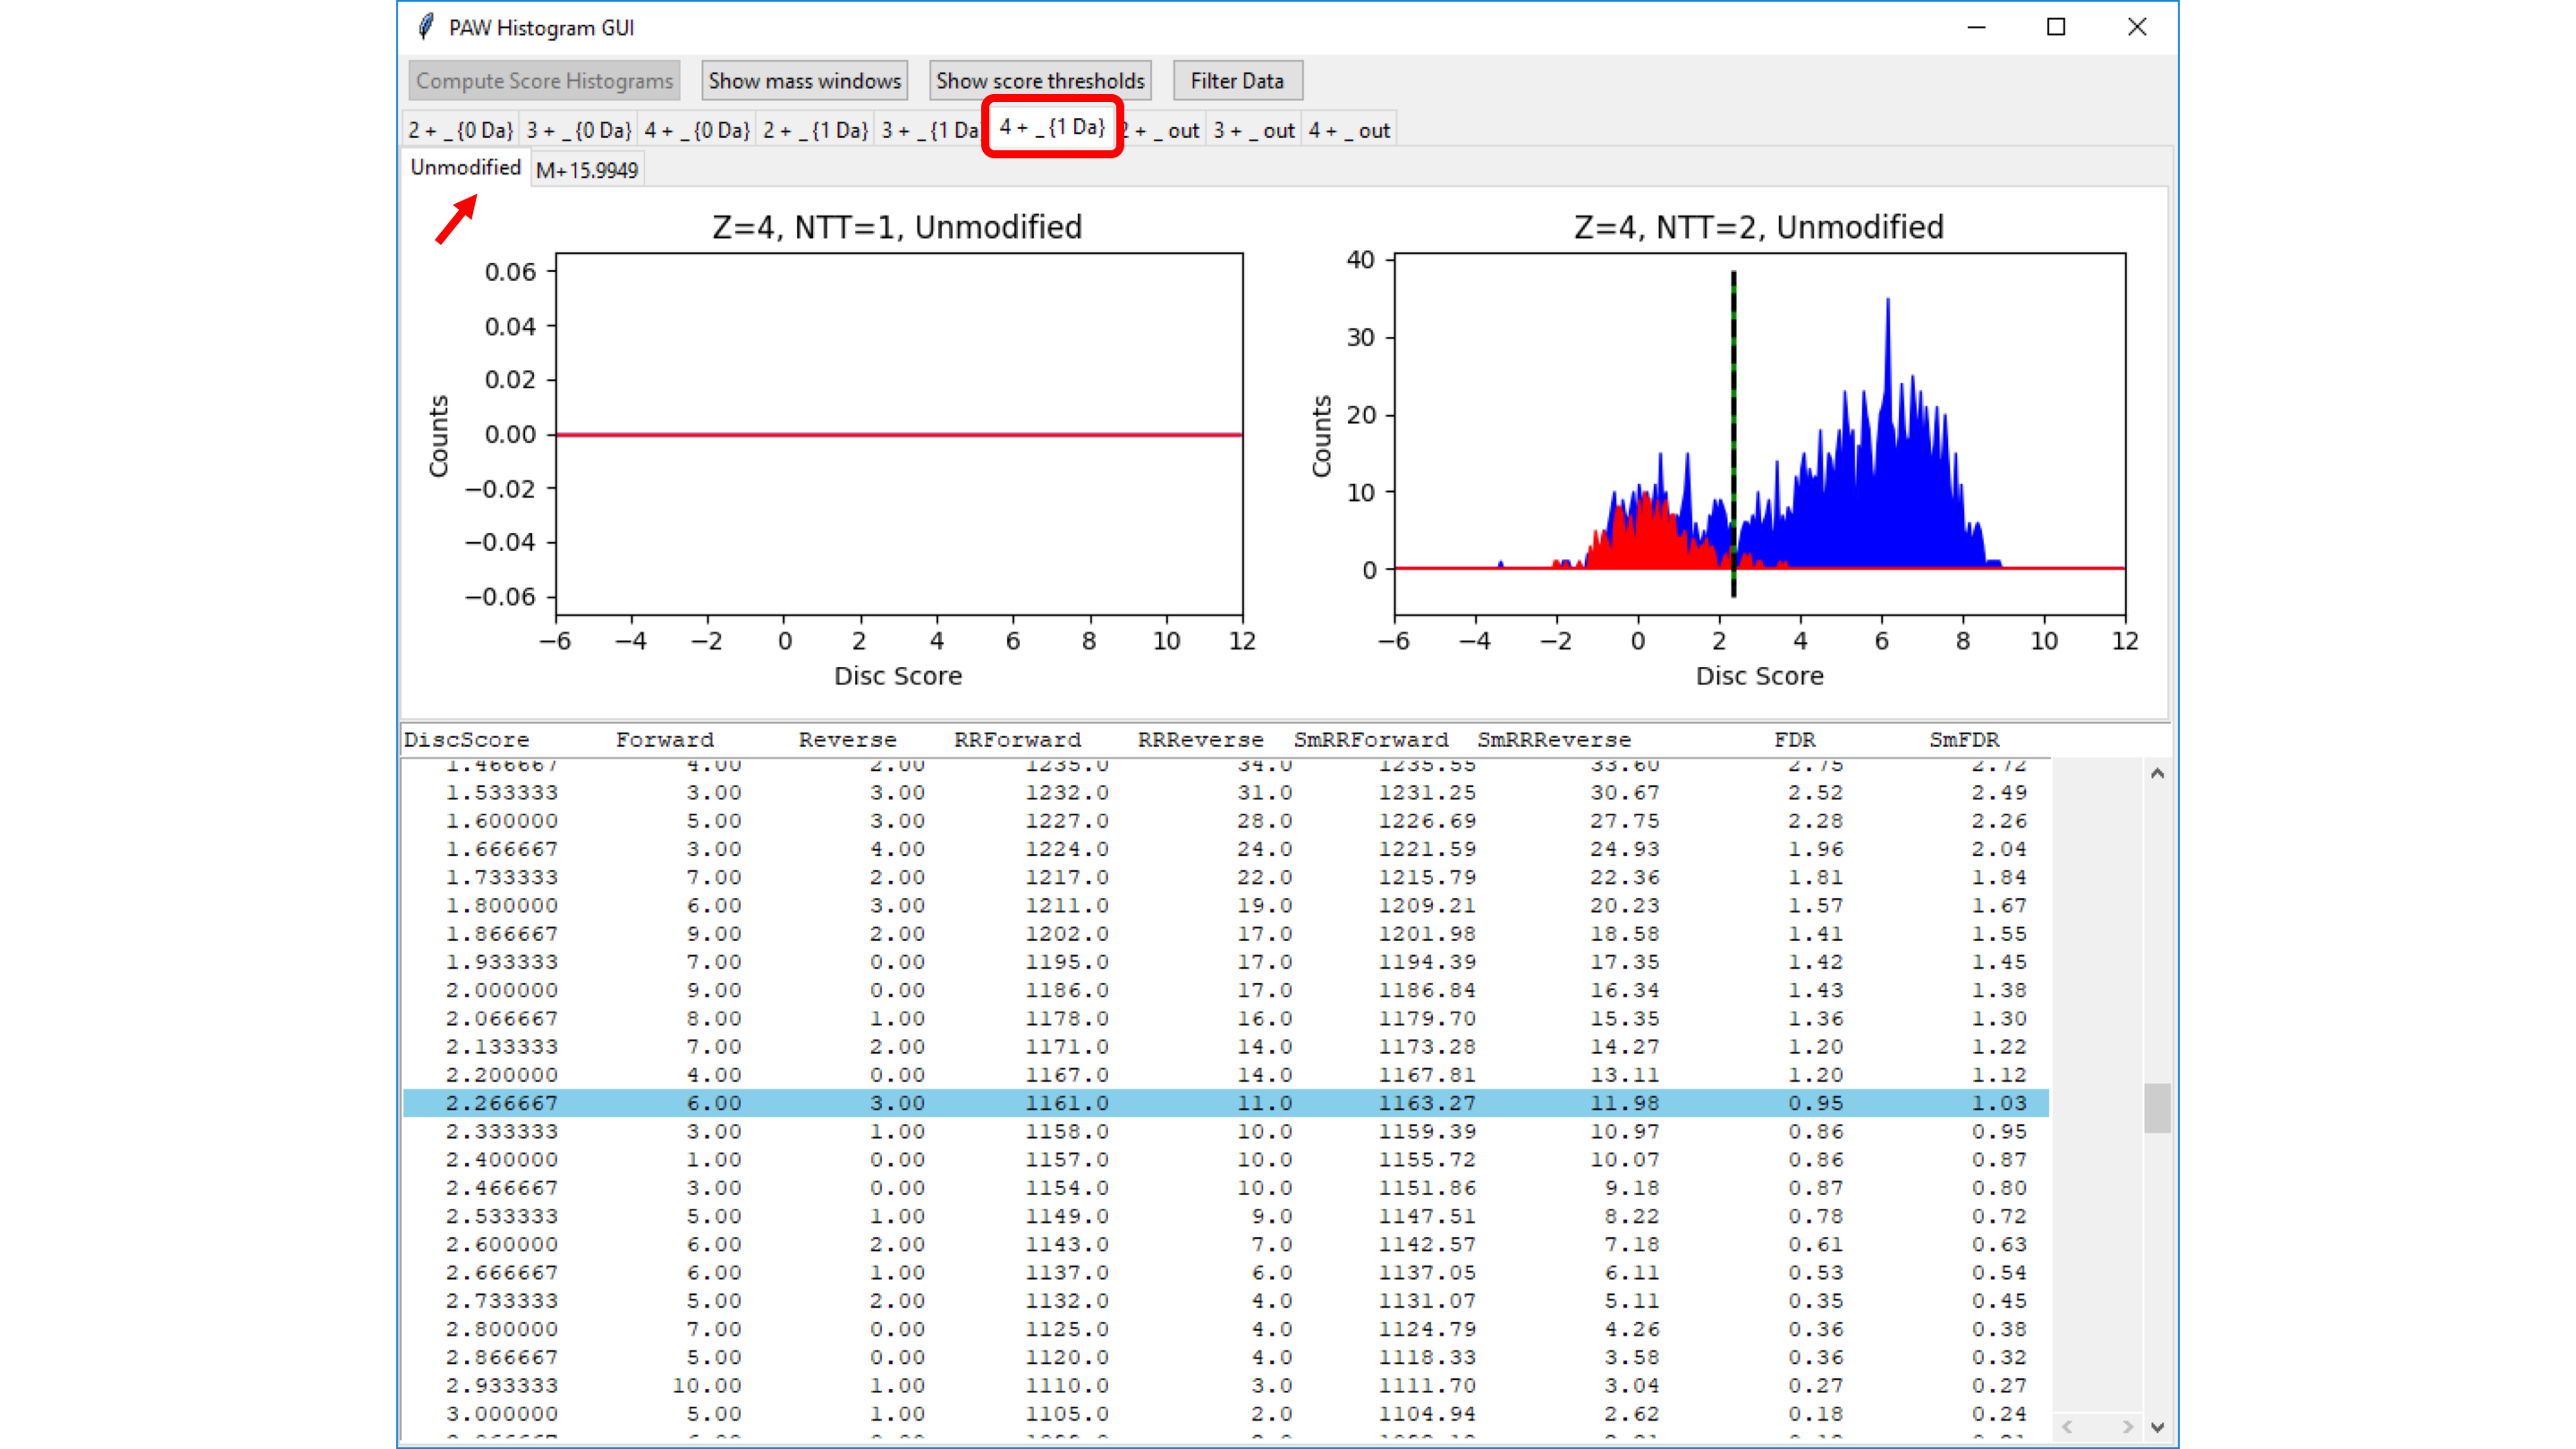 PAW Histogram GUI
Compute Score Histograms Show mass windows Show score thresholds Filter Data
2 + _{0 Da} 3 + _{0 Da} 4 + _{0 Da} 2 + _{1 Da} 3 + _{1 Da 4 + _{1 Da} 2 + _ out 3 + _ out 4 + _ out
Unmodified M+15.9949
Z=4, NTT=1, Unmodified
0.06
0.04
0.02
0.00
−0.02
−0.04
−0.06
Counts
−6 −4 −2 0 2 4 6 8 10 12
Disc Score
Z=4, NTT=2, Unmodified
40
30
20
10
0
Counts
−6 −4 −2 0 2 4 6 8 10 12
Disc Score
DiscScore Forward Reverse RRForward RRReverse SmRRForward SmRRReverse FDR SmFDR
1.466667 4.00 2.00 1235.0 34.0 1235.55 33.60 2.75 2.72
1.533333 3.00 3.00 1232.0 31.0 1231.25 30.67 2.52 2.49
1.600000 5.00 3.00 1227.0 28.0 1226.69 27.75 2.28 2.26
1.666667 3.00 4.00 1224.0 24.0 1221.59 24.93 1.96 2.04
1.733333 7.00 2.00 1217.0 22.0 1215.79 22.36 1.81 1.84
1.800000 6.00 3.00 1211.0 19.0 1209.21 20.23 1.57 1.67
1.866667 9.00 2.00 1202.0 17.0 1201.98 18.58 1.41 1.55
1.933333 7.00 0.00 1195.0 17.0 1194.39 17.35 1.42 1.45
2.000000 9.00 0.00 1186.0 17.0 1186.84 16.34 1.43 1.38
2.066667 8.00 1.00 1178.0 16.0 1179.70 15.35 1.36 1.30
2.133333 7.00 2.00 1171.0 14.0 1173.28 14.27 1.20 1.22
2.200000 4.00 0.00 1167.0 14.0 1167.81 13.11 1.20 1.12
2.266667 6.00 3.00 1161.0 11.0 1163.27 11.98 0.95 1.03
2.333333 3.00 1.00 1158.0 10.0 1159.39 10.97 0.86 0.95
2.400000 1.00 0.00 1157.0 10.0 1155.72 10.07 0.86 0.87
2.466667 3.00 0.00 1154.0 10.0 1151.86 9.18 0.87 0.80
2.533333 5.00 1.00 1149.0 9.0 1147.51 8.22 0.78 0.72
2.600000 6.00 2.00 1143.0 7.0 1142.57 7.18 0.61 0.63
2.666667 6.00 1.00 1137.0 6.0 1137.05 6.11 0.53 0.54
2.733333 5.00 2.00 1132.0 4.0 1131.07 5.11 0.35 0.45
2.800000 7.00 0.00 1125.0 4.0 1124.79 4.26 0.36 0.38
2.866667 5.00 0.00 1120.0 4.0 1118.33 3.58 0.36 0.32
2.933333 10.00 1.00 1110.0 3.0 1111.70 3.04 0.27 0.27
3.000000 5.00 1.00 1105.0 2.0 1104.94 2.62 0.18 0.24